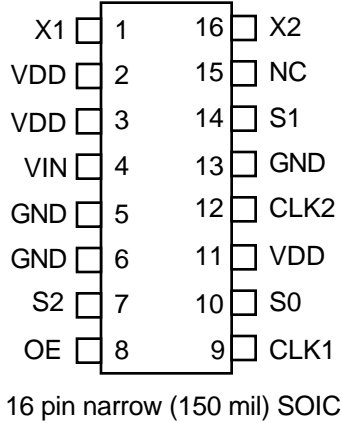 X1 1 16 X2
VDD 2 15 NC
VDD 3 14 S1
VIN 4 13 GND
GND 5 12 CLK2
GND 6 11 VDD
S2 7 10 S0
OE 8 9 CLK1
16 pin narrow (150 mil) SOIC